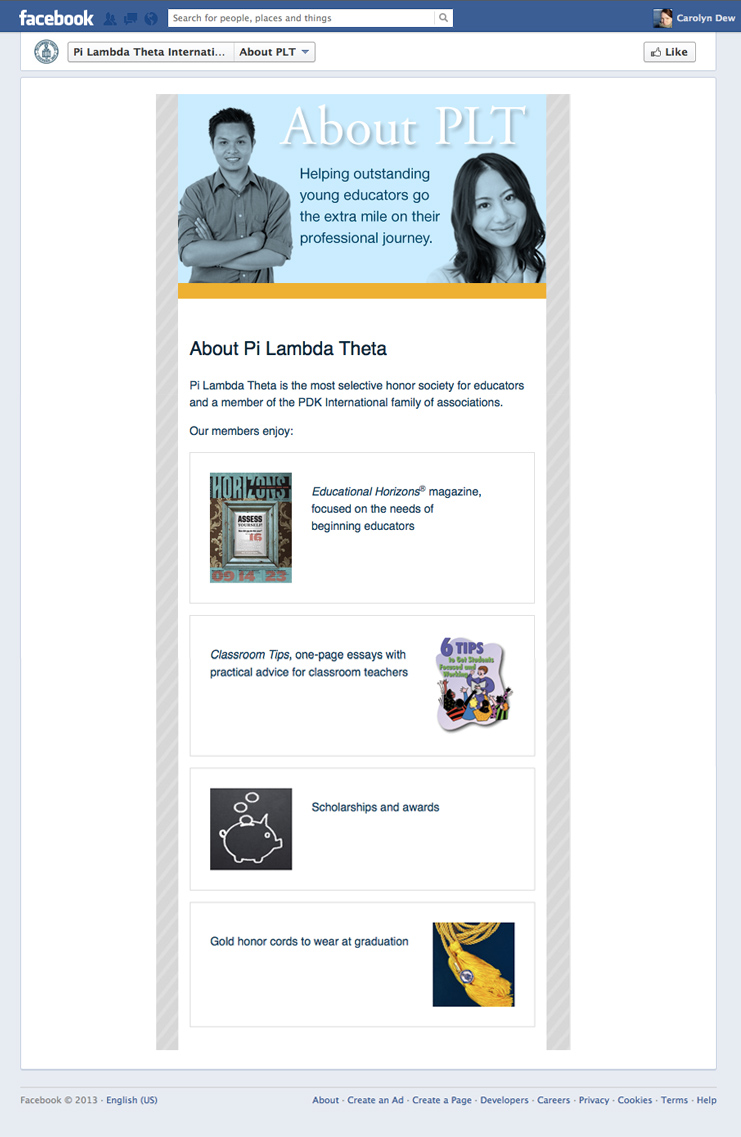 facebook
Search for people, places and things
Carolyn Dew
Pi Lambda Theta Internati...
About PLT
Like
About PLT
Helping outstanding
young educators go
the extra mile on their
professional journey.
About Pi Lambda Theta
Pi Lambda Theta is the most selective honor society for educators
and a member of the PDK International family of associations.
Our members enjoy:
HORIZONS
ASSESS
YOURSELF!
16
09 14 23
Educational Horizons® magazine,
focused on the needs of
beginning educators
Classroom Tips, one-page essays with
practical advice for classroom teachers
6 TIPS
to Get Students
Focused and
Working
Scholarships and awards
Gold honor cords to wear at graduation
Facebook © 2013 · English (US)
About · Create an Ad · Create a Page · Developers · Careers · Privacy · Cookies · Terms · Help